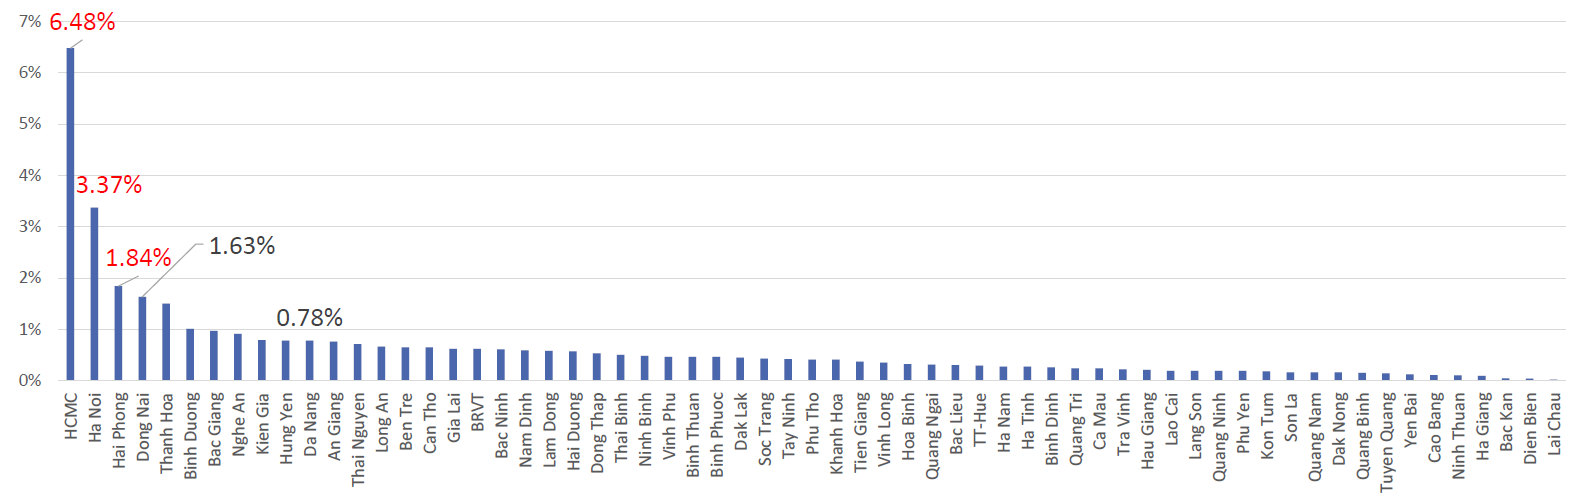 7%
6.48%
6%
5%
4%
3.37%
3%
1.63%
1.84%
2%
0.78%
1%
0%
HCMC
Ha Noi
Hai Phong
Dong Nai
Thanh Hoa
Binh Duong
Bac Giang
Nghe An
Kien Gia
Hung Yen
Da Nang
An Giang
Thai Nguyen
Long An
Ben Tre
Can Tho
Gia Lai
BRVT
Bac Ninh
Nam Dinh
Lam Dong
Hai Duong
Dong Thap
Thai Binh
Ninh Binh
Vinh Phu
Binh Thuan
Binh Phuoc
Dak Lak
Soc Trang
Tay Ninh
Phu Tho
Khanh Hoa
Tien Giang
Vinh Long
Hoa Binh
Quang Ngai
Bac Lieu
TT-Hue
Ha Nam
Ha Tinh
Binh Dinh
Quang Tri
Ca Mau
Tra Vinh
Hau Giang
Lao Cai
Lang Son
Quang Ninh
Phu Yen
Kon Tum
Son La
Quang Nam
Dak Nong
Quang Binh
Tuyen Quang
Yen Bai
Cao Bang
Ninh Thuan
Ha Giang
Bac Kan
Dien Bien
Lai Chau